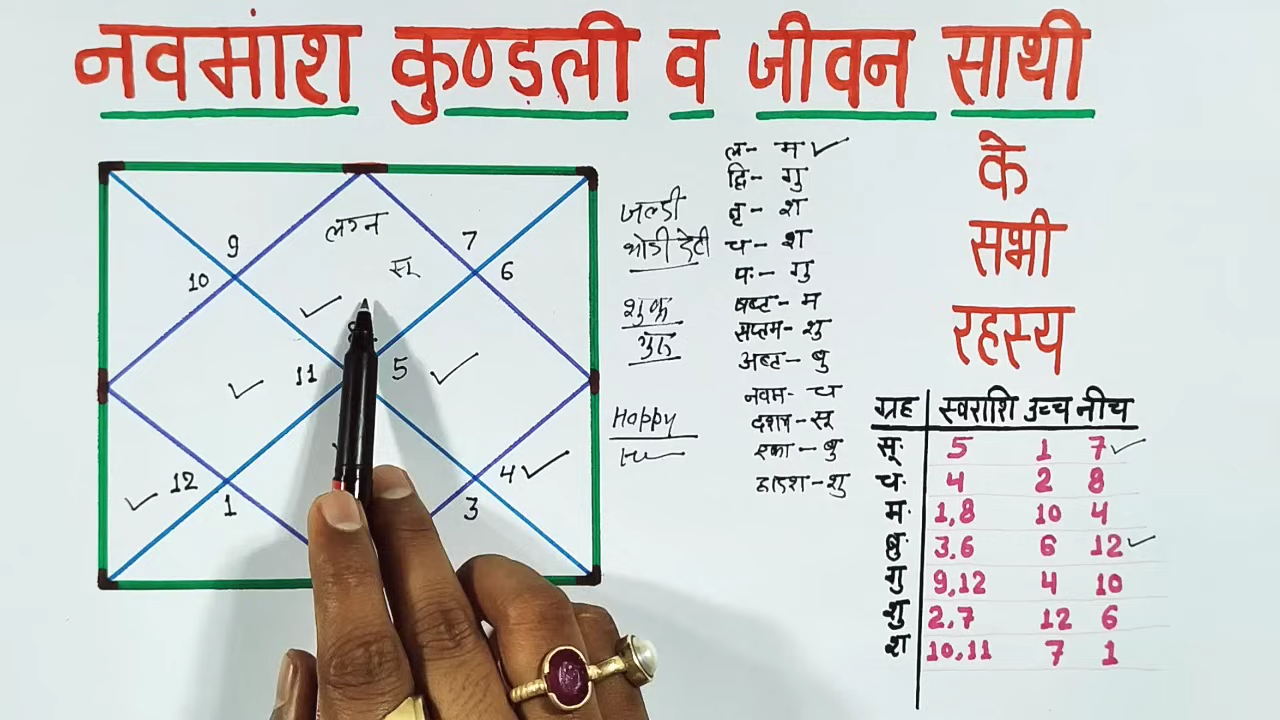 नवमांश कुण्डली व जीवन साथी
के
सभी
रहस्य
लग्न
सू
9
7
10
6
11
5
12
4
1
3
जल्दी
शुक्र
गुरु
Happy
ल- म
द्वि- गु
तृ- श
च- श
पः- गु
षष्ट- म
सप्तम- शु
अष्ट- बु
नवम- च
दशम- सू
एका- बु
द्वादश- शु
ग्रह स्वराशि उच्च नीच
सू. 5 1 7
च. 4 2 8
म. 1,8 10 4
बु. 3,6 6 12
गु 9,12 4 10
शु 2,7 12 6
श 10,11 7 1